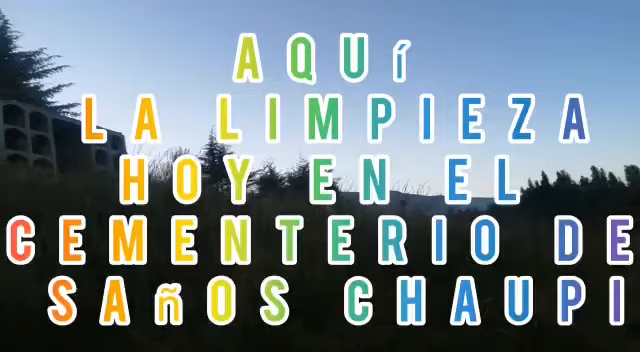 AQUí
LA LIMPIEZA
HOY EN EL
CEMENTERIO DE
SAñOS CHAUPI